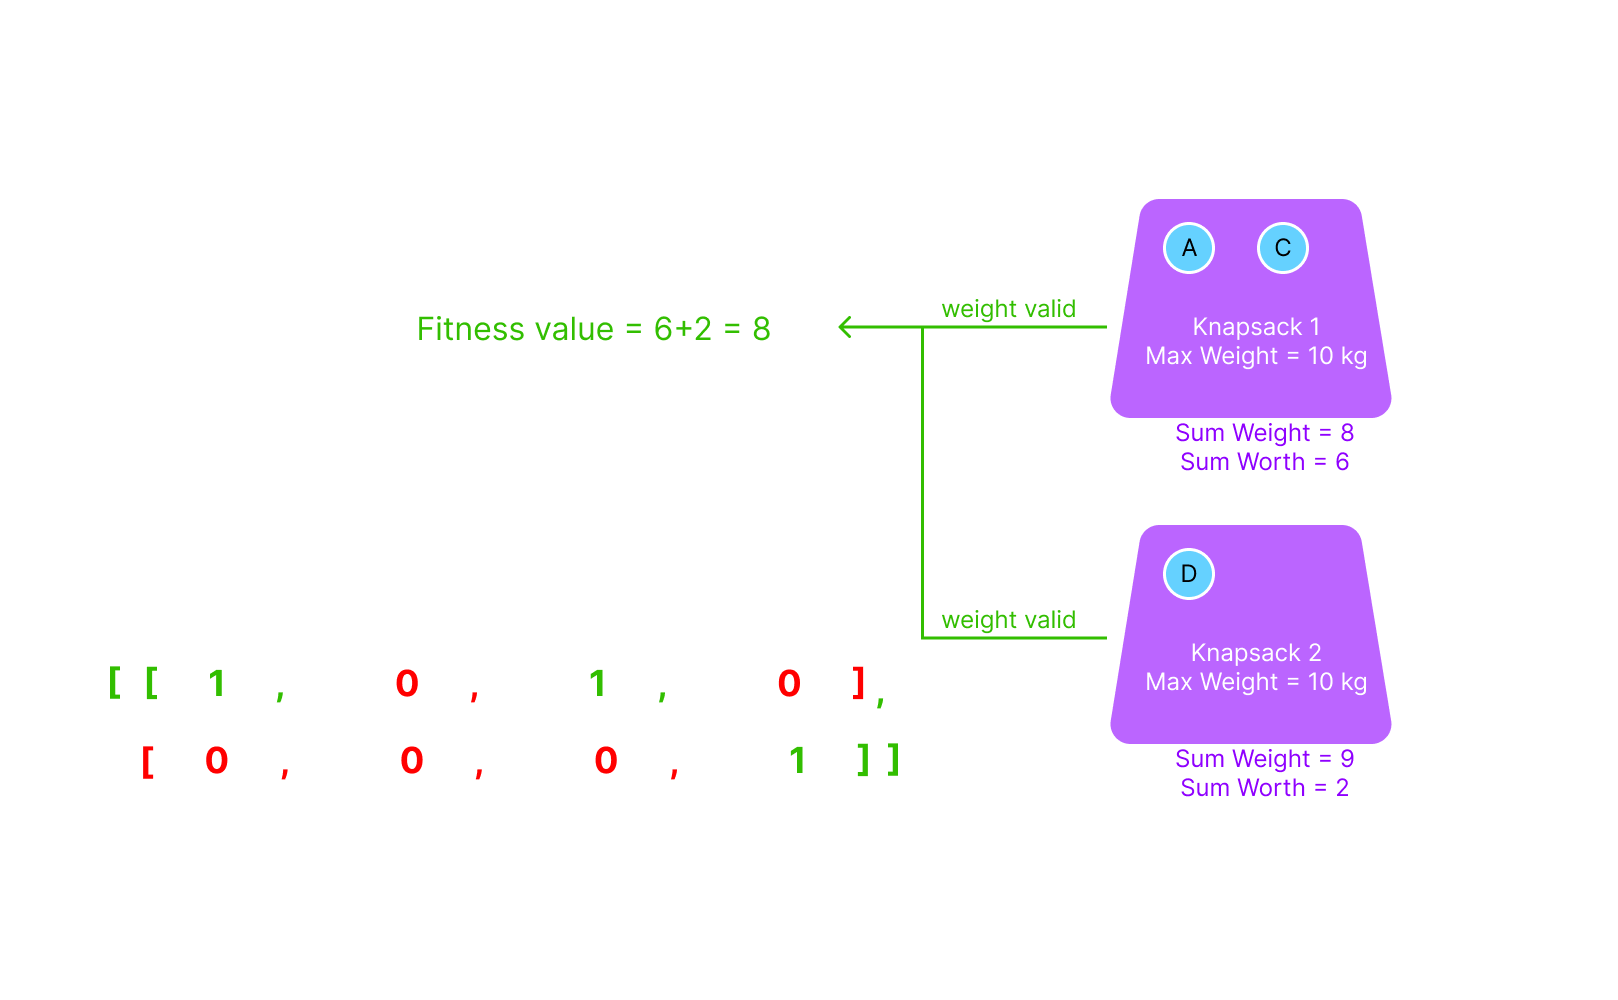 A C
weight valid
Fitness value = 6+2 = 8
Knapsack 1
Max Weight = 10 kg
Sum Weight = 8
Sum Worth = 6
D
weight valid
Knapsack 2
Max Weight = 10 kg
[ [ 1 , 0 , 1 , 0 ] ,
[ 0 , 0 , 0 , 1 ] ]
Sum Weight = 9
Sum Worth = 2